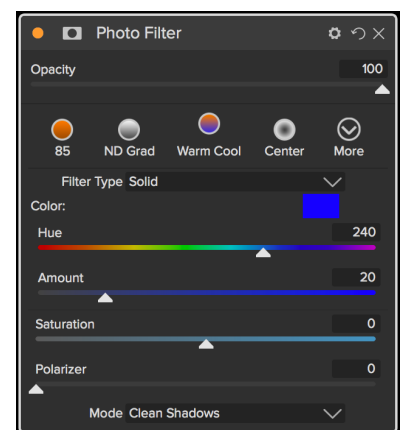 Photo Filter
Opacity 100
85 ND Grad Warm Cool Center More
Filter Type Solid
Color:
Hue 240
Amount 20
Saturation 0
Polarizer 0
Mode Clean Shadows